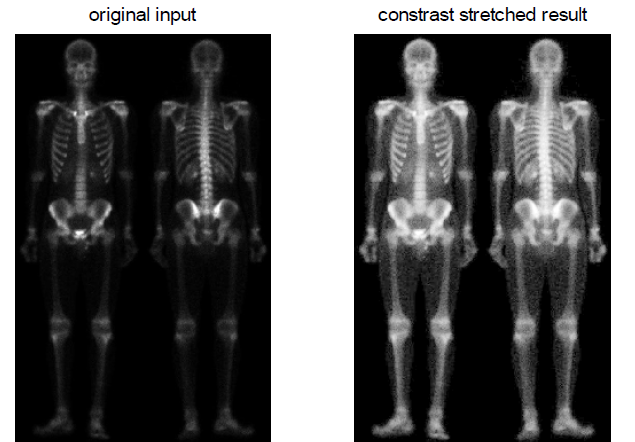 original input
constrast stretched result